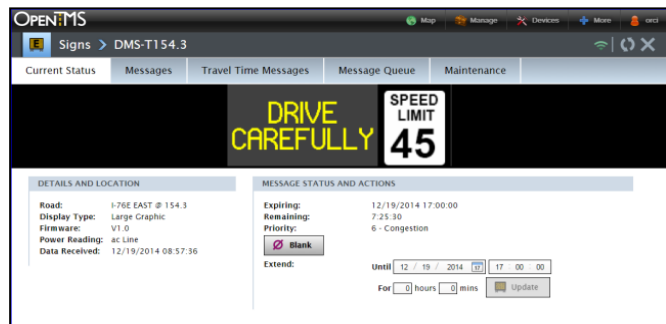 OPENTMS
Map Manage Devices More orci
E Signs > DMS-T154.3
Current Status Messages Travel Time Messages Message Queue Maintenance
DRIVE
CAREFULLY
SPEED
LIMIT
45
DETAILS AND LOCATION
Road: I-76E EAST @ 154.3
Display Type: Large Graphic
Firmware: V1.0
Power Reading: ac Line
Data Received: 12/19/2014 08:57:36
MESSAGE STATUS AND ACTIONS
Expiring: 12/19/2014 17:00:00
Remaining: 7:25:30
Priority: 6 - Congestion
Blank
Extend: Until 12 / 19 / 2014 17 : 00 : 00
For 0 hours 0 mins Update